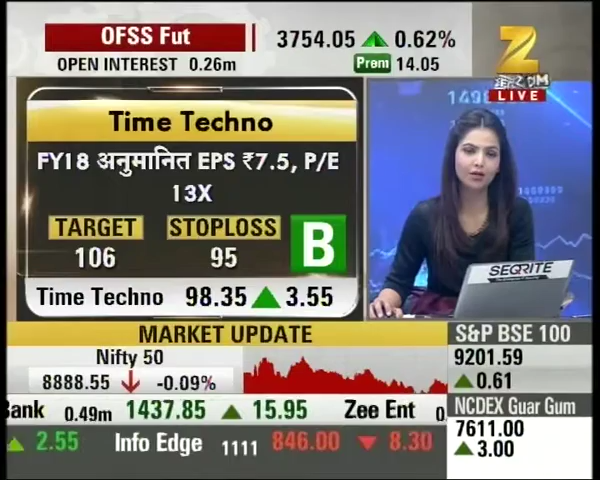 OFSS Fut
3754.05 0.62%
OPEN INTEREST 0.26m
Prem 14.05
LIVE
Time Techno
FY18 अनुमानित EPS ₹7.5, P/E
13X
TARGET STOPLOSS
106 95
B
Time Techno 98.35 3.55
SEQRITE
MARKET UPDATE
Nifty 50
8888.55 -0.09%
S&P BSE 100
9201.59
0.61
NCDEX Guar Gum
7611.00
3.00
Bank 0.49m 1437.85 15.95 Zee Ent 0.
2.55 Info Edge 1111 846.00 8.30